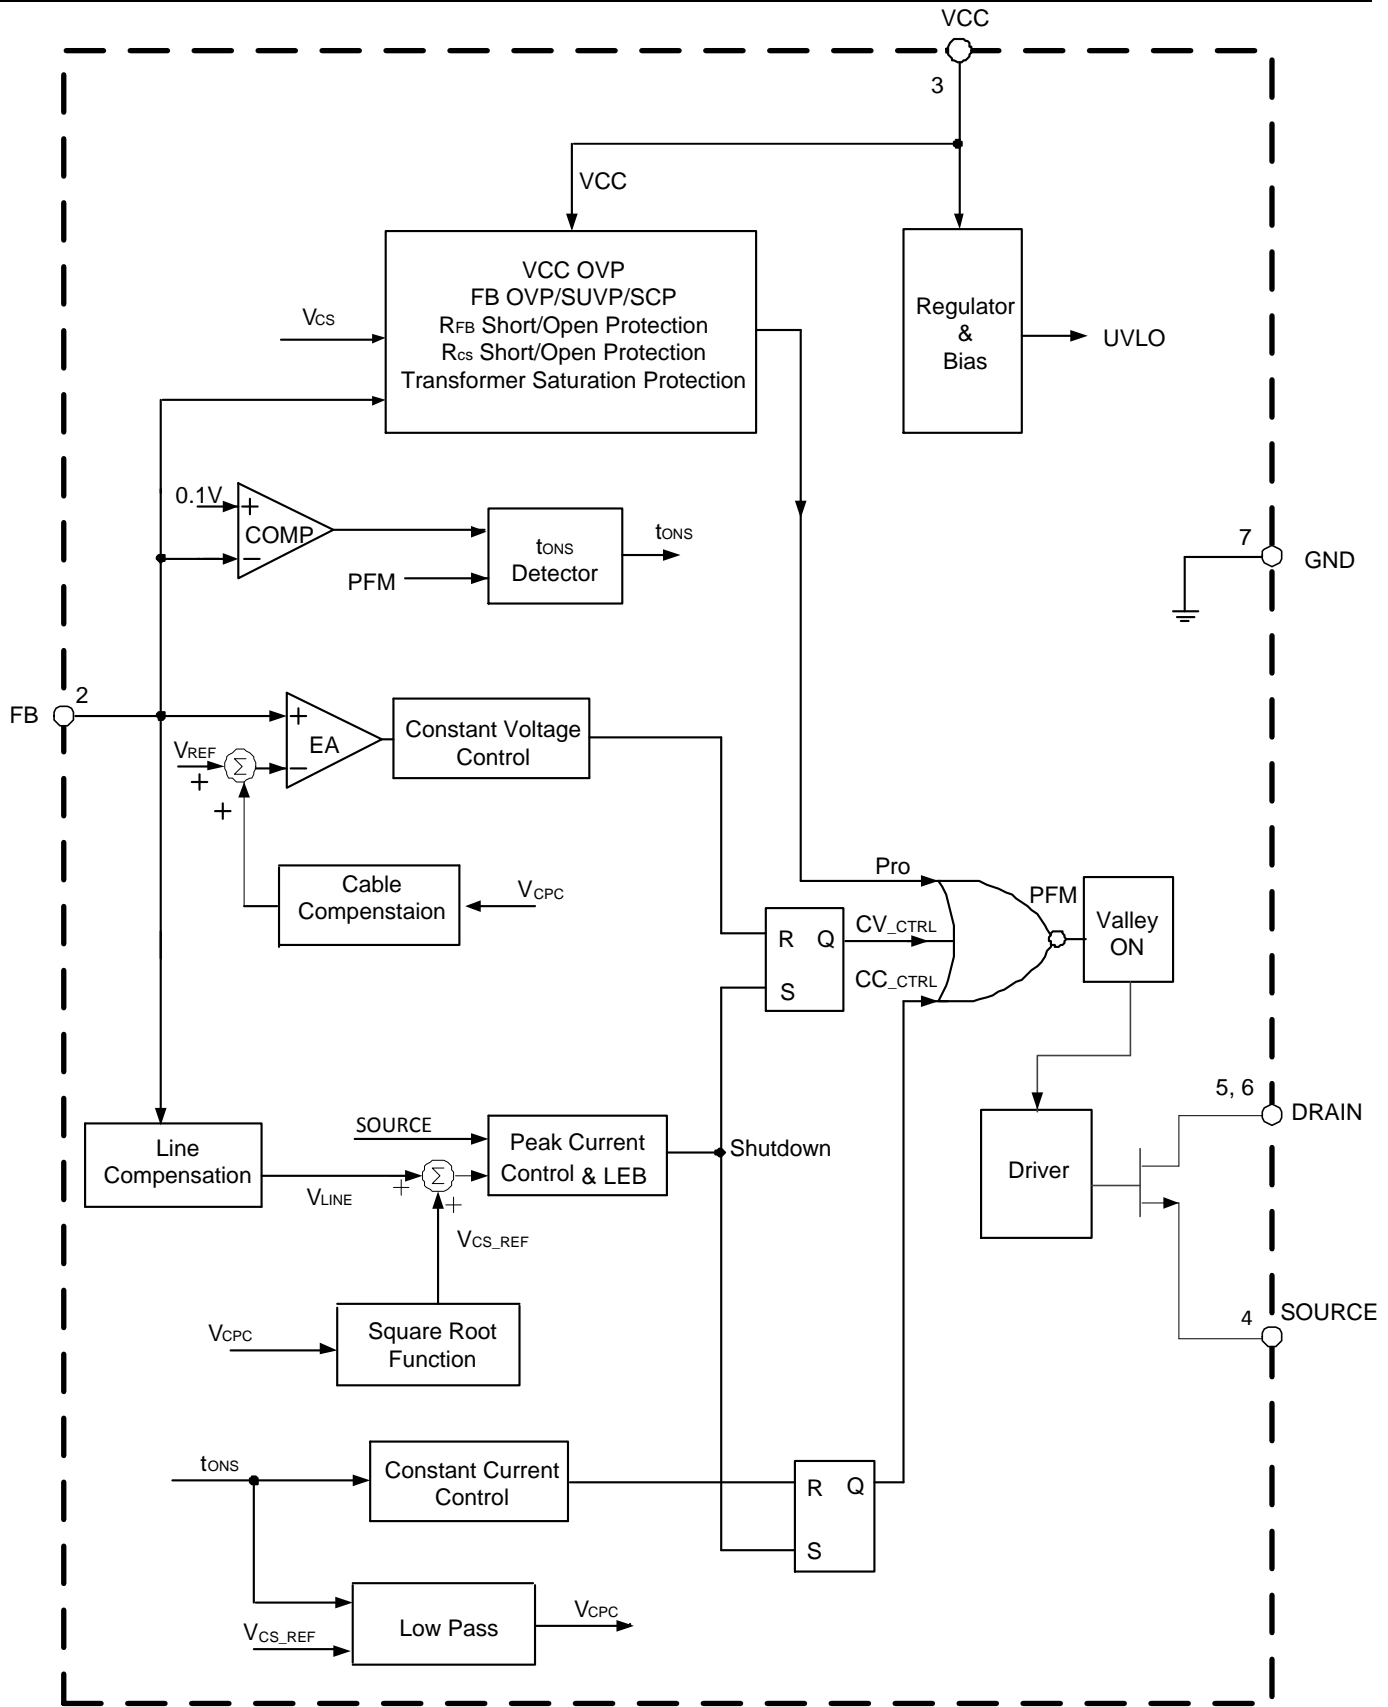 VCC
3
VCC
VCC OVP
FB OVP/SUVP/SCP
RFB Short/Open Protection
Rcs Short/Open Protection
Transformer Saturation Protection
VCS
Regulator
&
Bias
UVLO
0.1V
+
COMP
−
tONS
Detector
tONS
PFM
7
GND
FB
2
+
EA
−
Constant Voltage
Control
VREF
Σ
+
+
Cable
Compenstaion
VCPC
Pro
PFM
Valley
ON
R Q
S
CV_CTRL
CC_CTRL
5, 6
DRAIN
Line
Compensation
SOURCE
Peak Current
Control & LEB
Shutdown
Driver
VLINE
Σ
+
+
VCS_REF
4
SOURCE
VCPC
Square Root
Function
tONS
Constant Current
Control
R Q
S
VCS_REF
Low Pass
VCPC